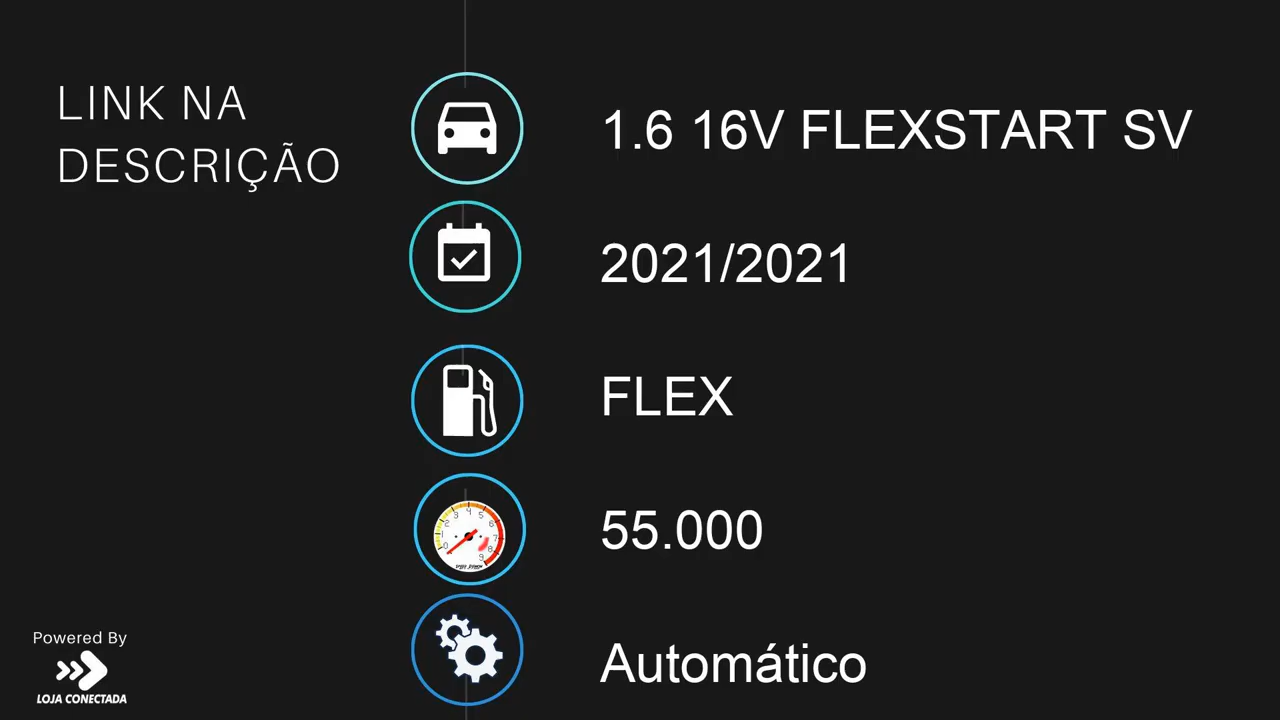 LINK NA
DESCRIÇÃO
1.6 16V FLEXSTART SV
2021/2021
FLEX
55.000
Automático
Powered By
LOJA CONECTADA